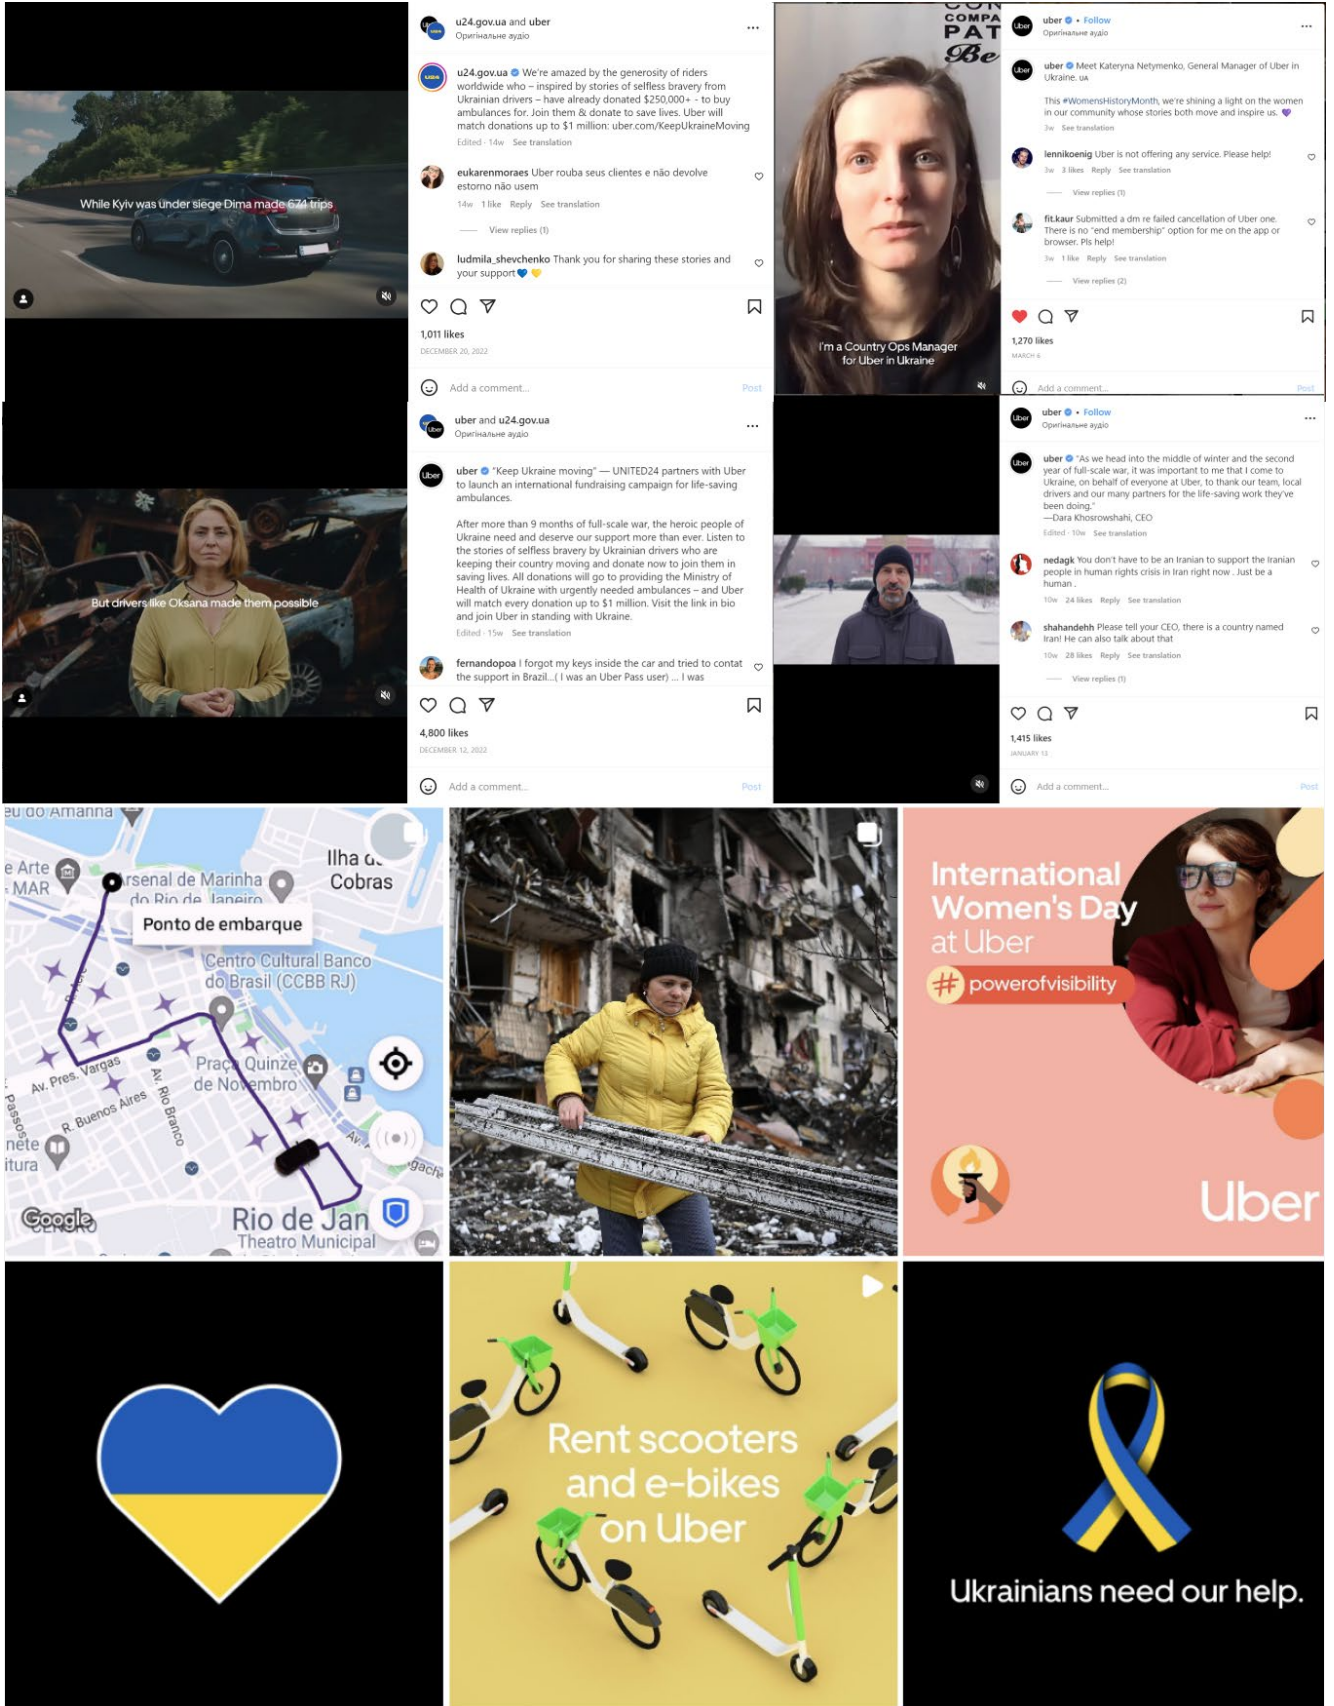 While Kyiv was under siege Dima made 674 trips
u24.gov.ua and uber
Оригінальне аудіо
u24.gov.ua We're amazed by the generosity of riders
worldwide who – inspired by stories of selfless bravery from
Ukrainian drivers – have already donated $250,000+ - to buy
ambulances for. Join them & donate to save lives. Uber will
match donations up to $1 million: uber.com/KeepUkraineMoving
Edited · 14w See translation
eukarenmoraes Uber rouba seus clientes e não devolve
estorno não usem
14w 1 like Reply See translation
View replies (1)
ludmila_shevchenko Thank you for sharing these stories and
your support💙 💛
1,011 likes
DECEMBER 20, 2022
Add a comment...
Post
COMPA
PAT
Be
I'm a Country Ops Manager
for Uber in Ukraine
Uber
uber • Follow
Оригінальне аудіо
Uber
uber Meet Kateryna Netymenko, General Manager of Uber in
Ukraine. UA
This #WomensHistoryMonth, we're shining a light on the women
in our community whose stories both move and inspire us. 💜
3w See translation
lennikoenig Uber is not offering any service. Please help!
3w 3 likes Reply See translation
View replies (1)
fit.kaur Submitted a dm re failed cancellation of Uber one.
There is no "end membership" option for me on the app or
browser. Pls help!
3w 1 like Reply See translation
View replies (2)
1,270 likes
MARCH 6
Add a comment...
Post
But drivers like Oksana made them possible
uber and u24.gov.ua
Оригінальне аудіо
Uber
uber "Keep Ukraine moving" — UNITED24 partners with Uber
to launch an international fundraising campaign for life-saving
ambulances.
After more than 9 months of full-scale war, the heroic people of
Ukraine need and deserve our support more than ever. Listen to
the stories of selfless bravery by Ukrainian drivers who are
keeping their country moving and donate now to join them in
saving lives. All donations will go to providing the Ministry of
Health of Ukraine with urgently needed ambulances – and Uber
will match every donation up to $1 million. Visit the link in bio
and join Uber in standing with Ukraine.
Edited · 15w See translation
fernandopoa I forgot my keys inside the car and tried to contat
the support in Brazil...( I was an Uber Pass user) ... I was
4,800 likes
DECEMBER 12, 2022
Add a comment...
Post
Uber
uber • Follow
Оригінальне аудіо
Uber
uber "As we head into the middle of winter and the second
year of full-scale war, it was important to me that I come to
Ukraine, on behalf of everyone at Uber, to thank our team, local
drivers and our many partners for the life-saving work they've
been doing."
—Dara Khosrowshahi, CEO
Edited · 10w See translation
nedagk You don't have to be an Iranian to support the Iranian
people in human rights crisis in Iran right now . Just be a
human .
10w 24 likes Reply See translation
shahandehh Please tell your CEO, there is a country named
Iran! He can also talk about that
10w 28 likes Reply See translation
View replies (1)
1,415 likes
JANUARY 13
Add a comment...
Post
eu do Amanhã
e Arte
- MAR
Arsenal de Marinha
do Rio de Janeiro
Ilha
Cobras
Ponto de embarque
Centro Cultural Banco
do Brasil (CCBB RJ)
Praça Quinze
de Novembro
Av. Pres. Vargas
R. Buenos Aires
Av. Rio Branco
Passos
nete
itura
Google
Rio de Jan
Theatro Municipal
International
Women's Day
at Uber
# powerofvisibility
Uber
Rent scooters
and e-bikes
on Uber
Ukrainians need our help.